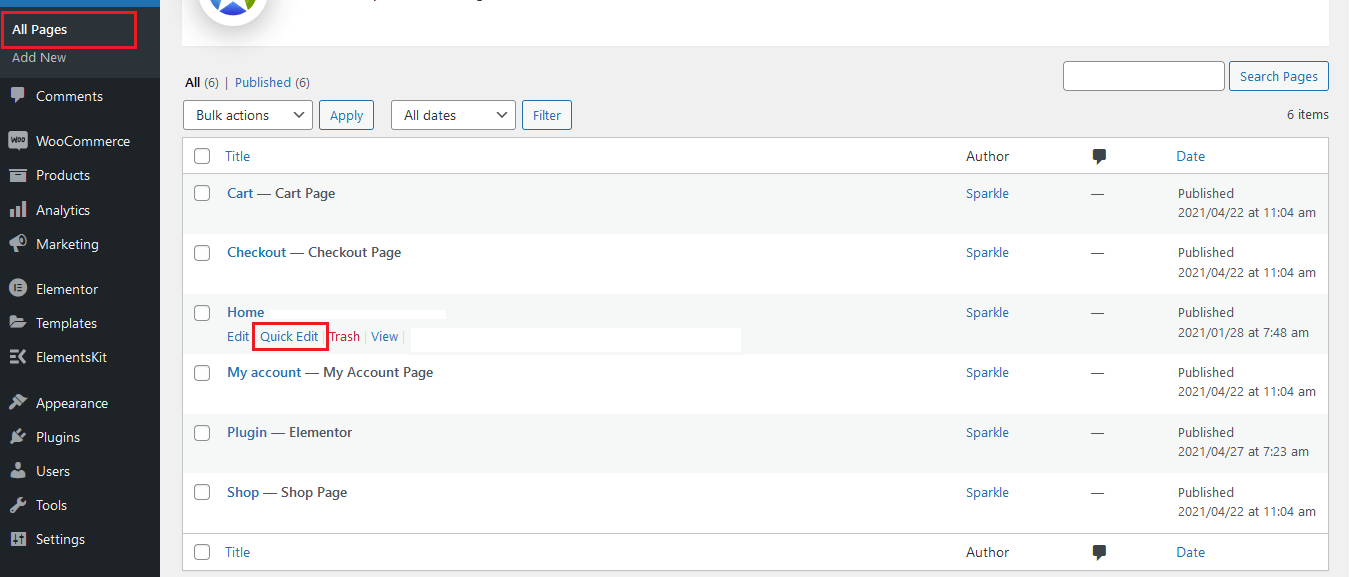 All Pages
Add New
Comments
WooCommerce
Products
Analytics
Marketing
Elementor
Templates
ElementsKit
Appearance
Plugins
Users
Tools
Settings
All (6) | Published (6)
Search Pages
Bulk actions Apply All dates Filter
6 items
Title Author Date
Cart — Cart Page Sparkle — Published
2021/04/22 at 11:04 am
Checkout — Checkout Page Sparkle — Published
2021/04/22 at 11:04 am
Home Sparkle — Published
Edit Quick Edit | Trash | View | 2021/01/28 at 7:48 am
My account — My Account Page Sparkle — Published
2021/04/22 at 11:04 am
Plugin — Elementor Sparkle — Published
2021/04/27 at 7:23 am
Shop — Shop Page Sparkle — Published
2021/04/22 at 11:04 am
Title Author Date